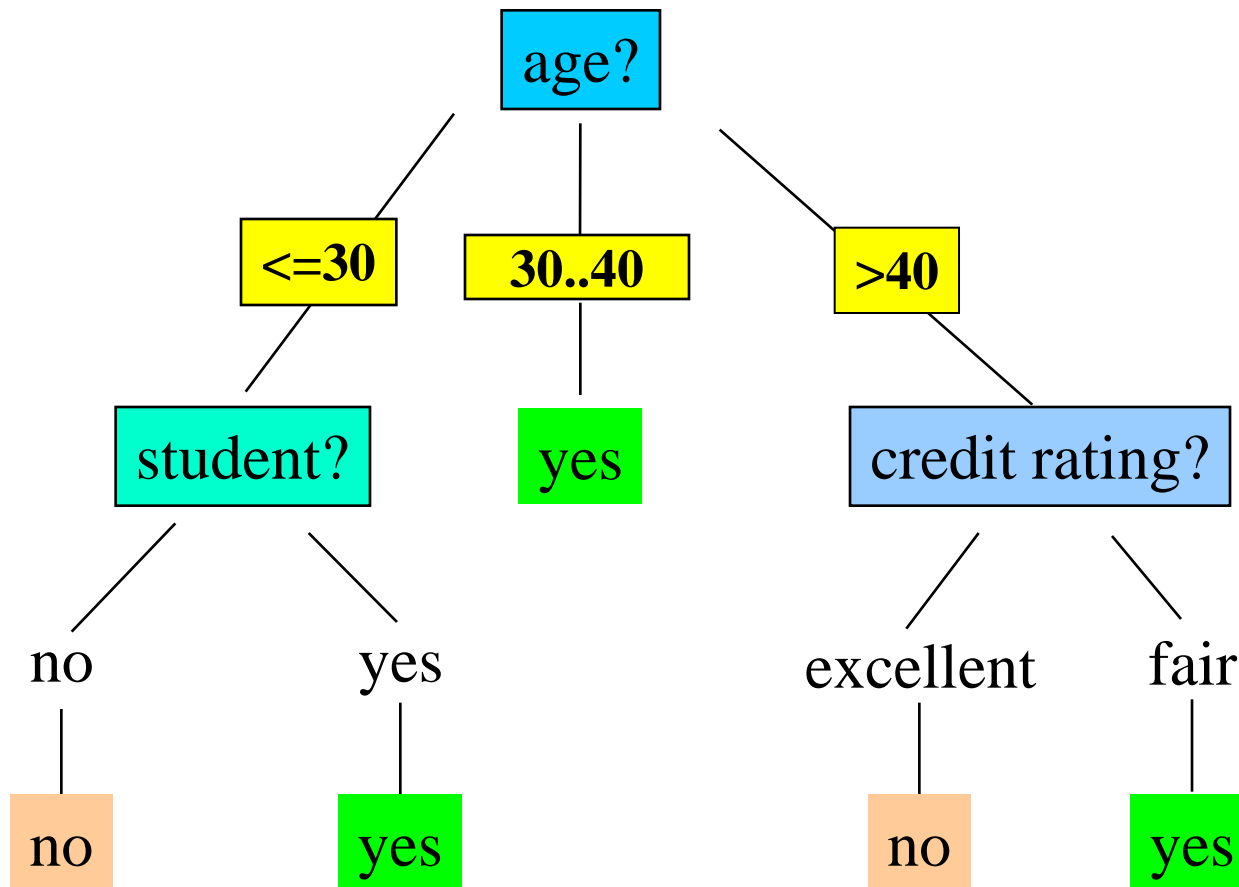 age?
<=30
30..40
>40
student?
yes
credit rating?
no
yes
excellent
fair
no
yes
no
yes